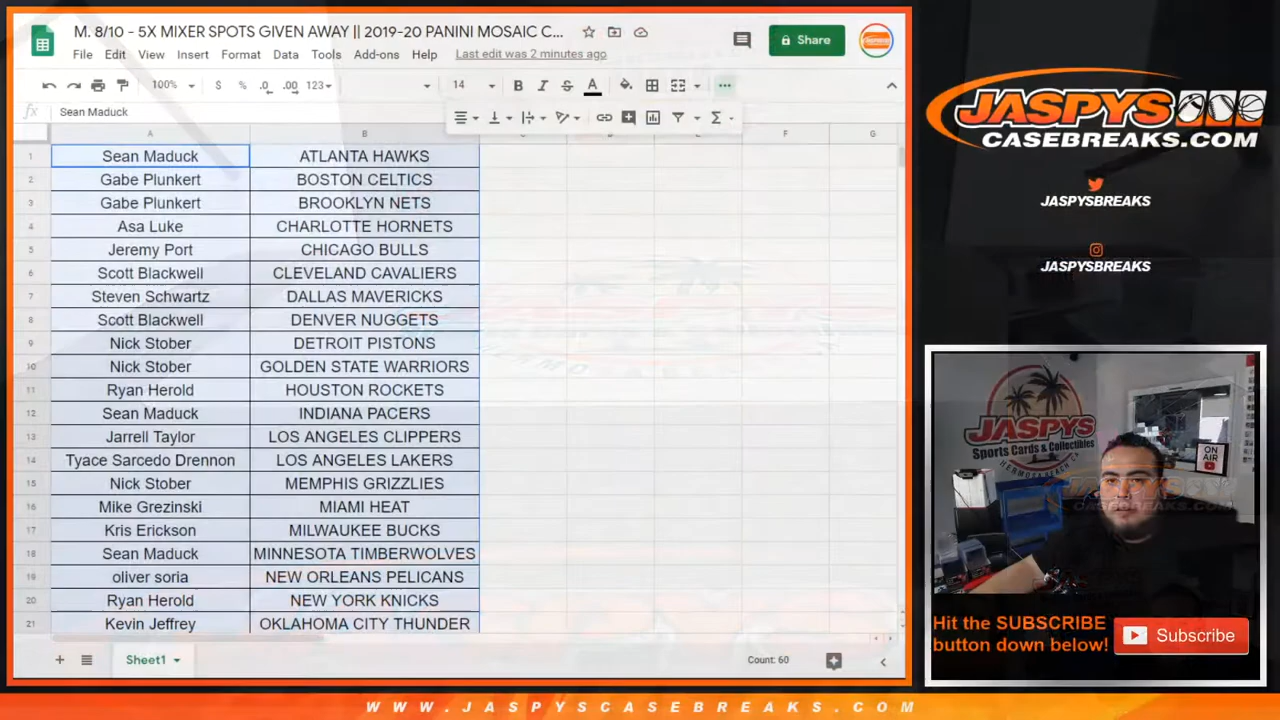 M. 8/10 - 5X MIXER SPOTS GIVEN AWAY || 2019-20 PANINI MOSAIC C...
Share
File Edit View Insert Format Data Tools Add-ons Help Last edit was 2 minutes ago
100% $ % .0 .00 123 14 B I S A
fx Sean Maduck
A B C D E F G
1 Sean Maduck ATLANTA HAWKS
2 Gabe Plunkert BOSTON CELTICS
3 Gabe Plunkert BROOKLYN NETS
4 Asa Luke CHARLOTTE HORNETS
5 Jeremy Port CHICAGO BULLS
6 Scott Blackwell CLEVELAND CAVALIERS
7 Steven Schwartz DALLAS MAVERICKS
8 Scott Blackwell DENVER NUGGETS
9 Nick Stober DETROIT PISTONS
10 Nick Stober GOLDEN STATE WARRIORS
11 Ryan Herold HOUSTON ROCKETS
12 Sean Maduck INDIANA PACERS
13 Jarrell Taylor LOS ANGELES CLIPPERS
14 Tyace Sarcedo Drennon LOS ANGELES LAKERS
15 Nick Stober MEMPHIS GRIZZLIES
16 Mike Grezinski MIAMI HEAT
17 Kris Erickson MILWAUKEE BUCKS
18 Sean Maduck MINNESOTA TIMBERWOLVES
19 oliver soria NEW ORLEANS PELICANS
20 Ryan Herold NEW YORK KNICKS
21 Kevin Jeffrey OKLAHOMA CITY THUNDER
Sheet1
Count: 60
JASPYS
CASEBREAKS.COM
JASPYSBREAKS
JASPYSBREAKS
JASPYS
Sports Cards & Collectibles
HERMOSA BEACH CA
ON
AIR
Hit the SUBSCRIBE
button down below!
Subscribe
WWW.JASPYSCASEBREAKS.COM